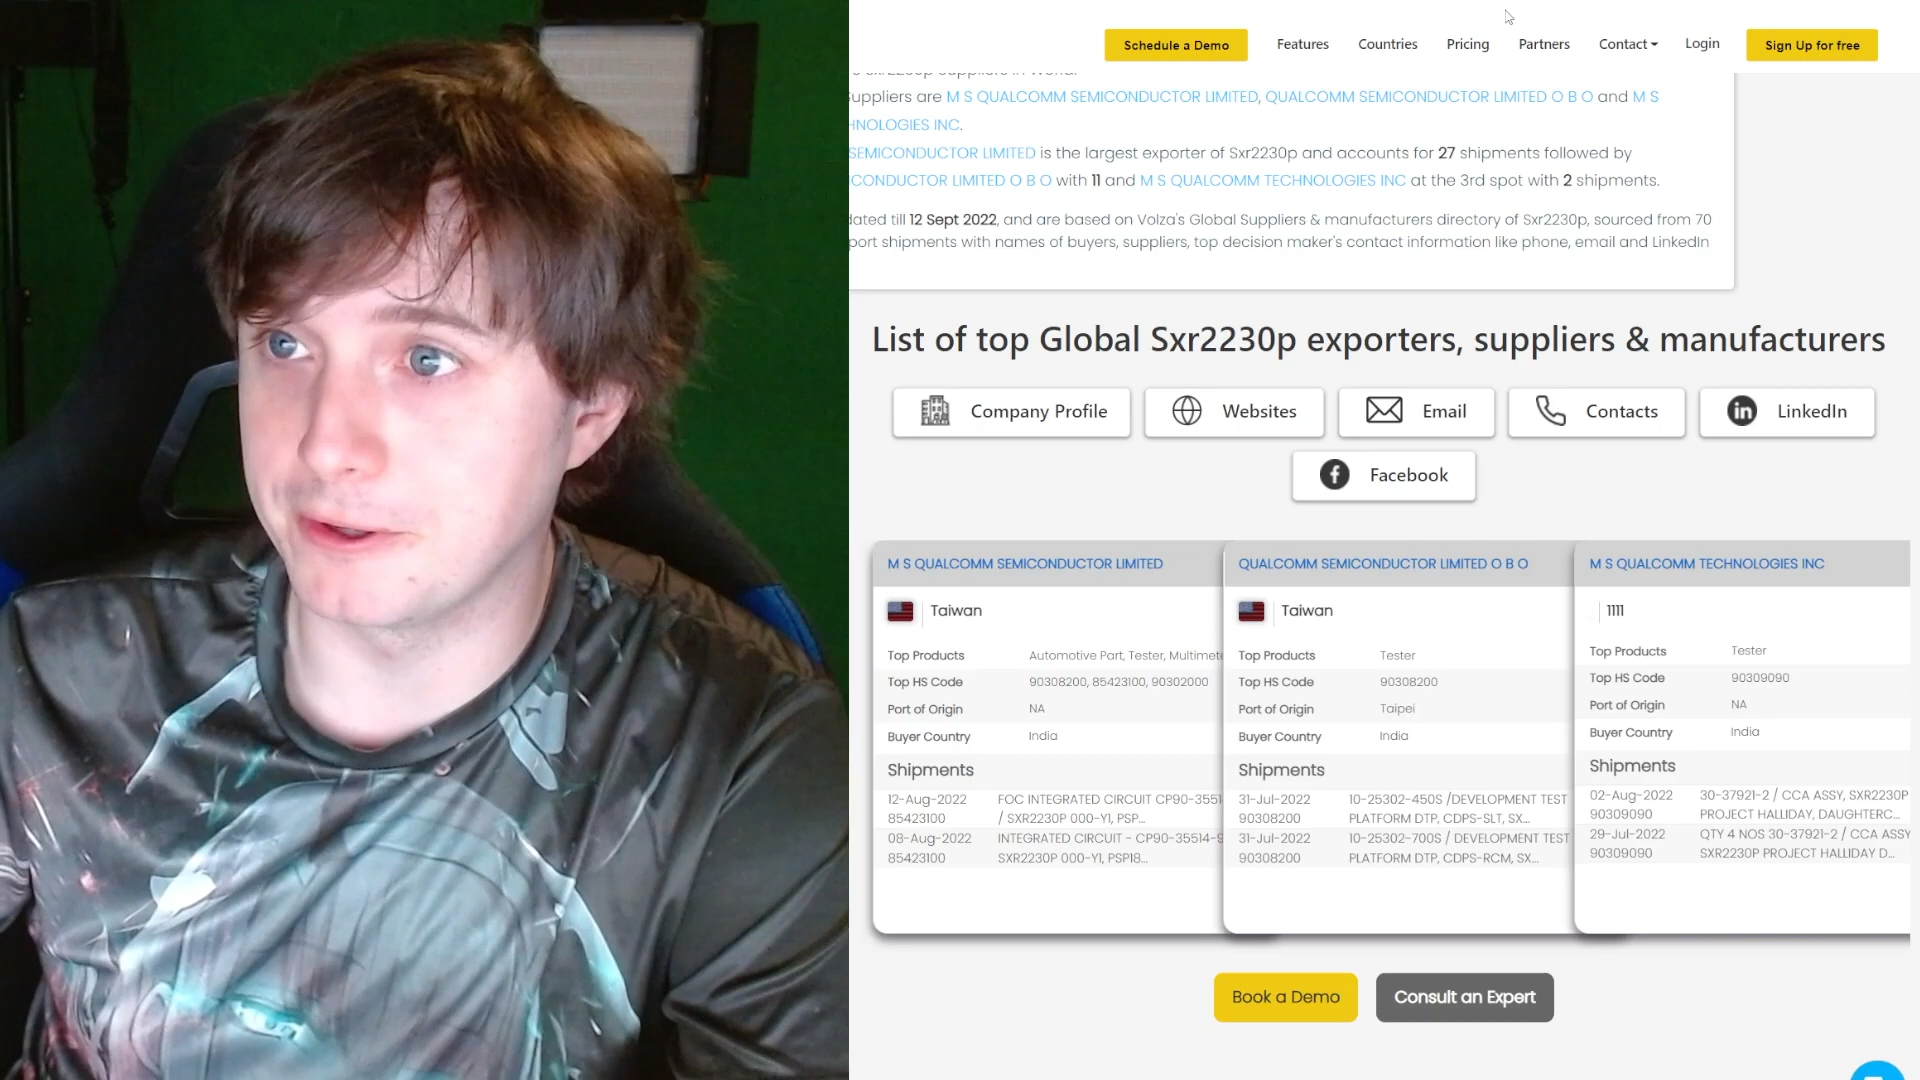 Schedule a Demo Features Countries Pricing Partners Contact Login Sign Up for free
Suppliers are M S QUALCOMM SEMICONDUCTOR LIMITED, QUALCOMM SEMICONDUCTOR LIMITED O B O and M S
HNOLOGIES INC.
SEMICONDUCTOR LIMITED is the largest exporter of Sxr2230p and accounts for 27 shipments followed by
CONDUCTOR LIMITED O B O with 11 and M S QUALCOMM TECHNOLOGIES INC at the 3rd spot with 2 shipments.
dated till 12 Sept 2022, and are based on Volza's Global Suppliers & manufacturers directory of Sxr2230p, sourced from 70
port shipments with names of buyers, suppliers, top decision maker's contact information like phone, email and LinkedIn
List of top Global Sxr2230p exporters, suppliers & manufacturers
Company Profile Websites Email Contacts LinkedIn
Facebook
M S QUALCOMM SEMICONDUCTOR LIMITED
Taiwan
Top Products Automotive Part, Tester, Multimete
Top HS Code 90308200, 85423100, 90302000
Port of Origin NA
Buyer Country India
Shipments
12-Aug-2022 FOC INTEGRATED CIRCUIT CP90-3551
85423100 / SXR2230P 000-Y1, PSP...
08-Aug-2022 INTEGRATED CIRCUIT - CP90-35514-9
85423100 SXR2230P 000-Y1, PSP18...
QUALCOMM SEMICONDUCTOR LIMITED O B O
Taiwan
Top Products Tester
Top HS Code 90308200
Port of Origin Taipei
Buyer Country India
Shipments
31-Jul-2022 10-25302-450S /DEVELOPMENT TEST
90308200 PLATFORM DTP, CDPS-SLT, SX...
31-Jul-2022 10-25302-700S / DEVELOPMENT TEST
90308200 PLATFORM DTP, CDPS-RCM, SX...
M S QUALCOMM TECHNOLOGIES INC
1111
Top Products Tester
Top HS Code 90309090
Port of Origin NA
Buyer Country India
Shipments
02-Aug-2022 30-37921-2 / CCA ASSY, SXR2230P
90309090 PROJECT HALLIDAY, DAUGHTERC...
29-Jul-2022 QTY 4 NOS 30-37921-2 / CCA ASSY
90309090 SXR2230P PROJECT HALLIDAY D...
Book a Demo Consult an Expert